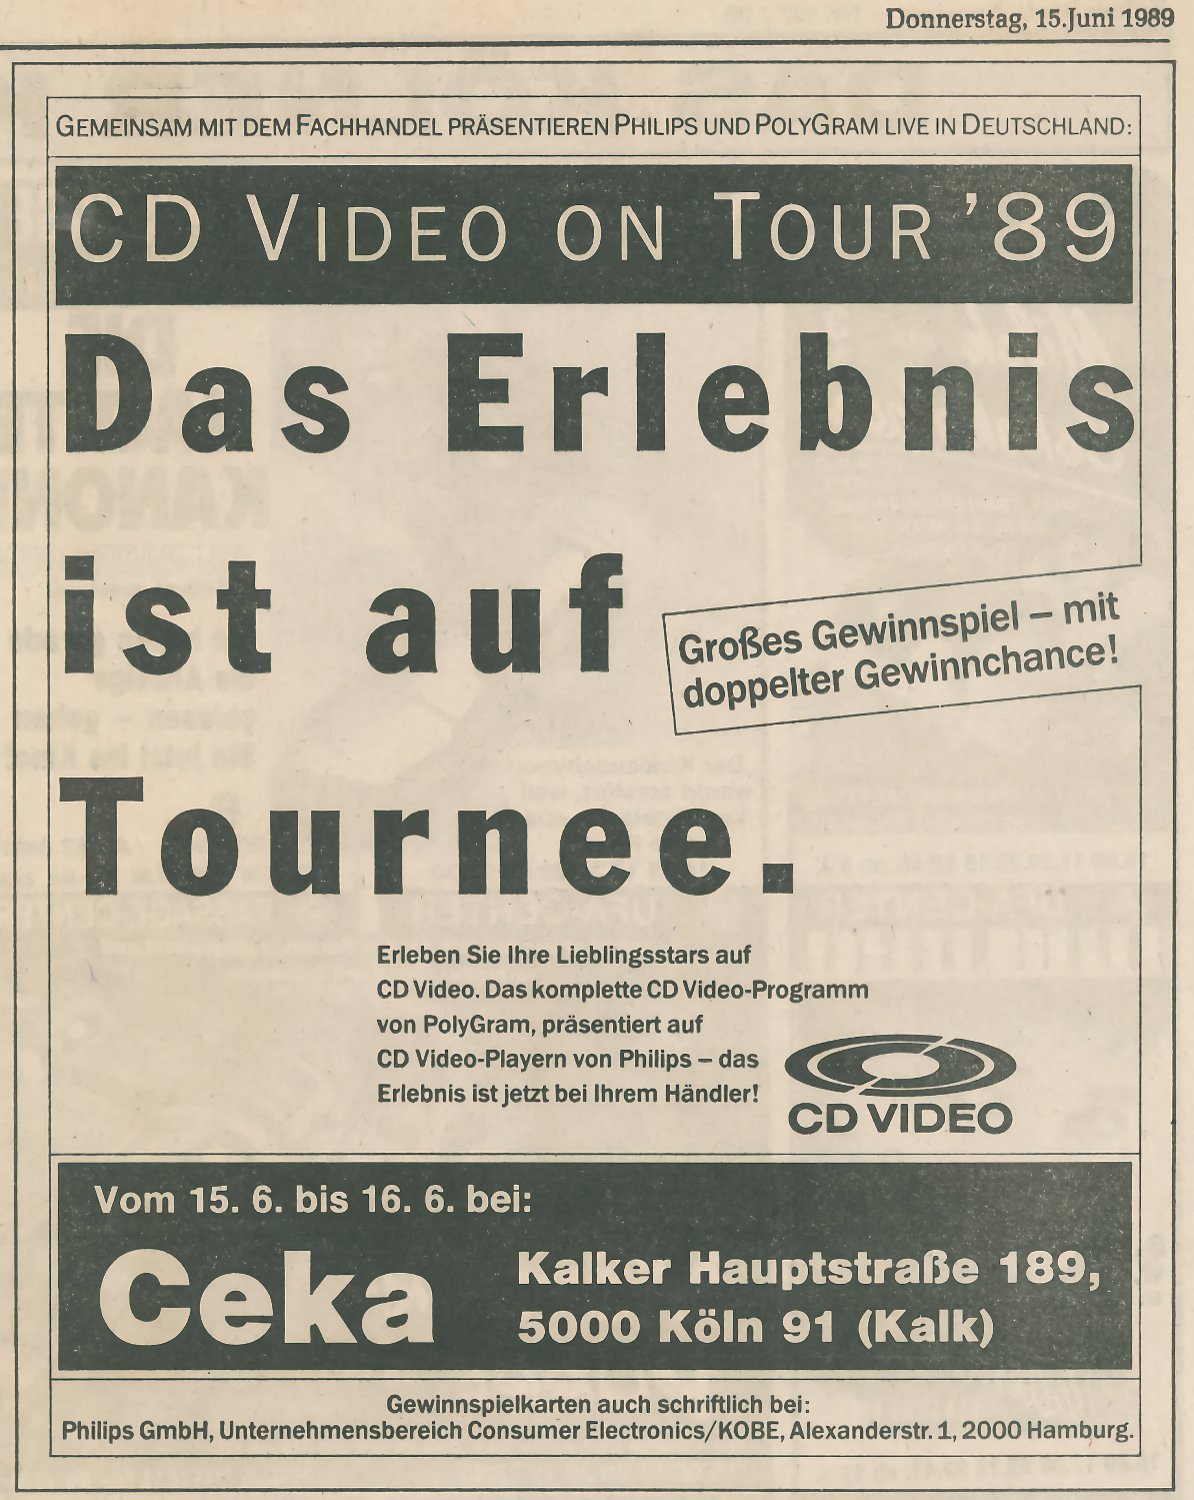 Donnerstag, 15.Juni 1989
GEMEINSAM MIT DEM FACHHANDEL PRÄSENTIEREN PHILIPS UND POLYGRAM LIVE IN DEUTSCHLAND:
CD VIDEO ON TOUR '89
Das Erlebnis
ist auf
Großes Gewinnspiel – mit
doppelter Gewinnchance!
Tournee.
Erleben Sie Ihre Lieblingsstars auf
CD Video. Das komplette CD Video-Programm
von PolyGram, präsentiert auf
CD Video-Playern von Philips – das
Erlebnis ist jetzt bei Ihrem Händler!
CD VIDEO
Vom 15. 6. bis 16. 6. bei:
Ceka
Kalker Hauptstraße 189,
5000 Köln 91 (Kalk)
Gewinnspielkarten auch schriftlich bei:
Philips GmbH, Unternehmensbereich Consumer Electronics/KOBE, Alexanderstr. 1, 2000 Hamburg.